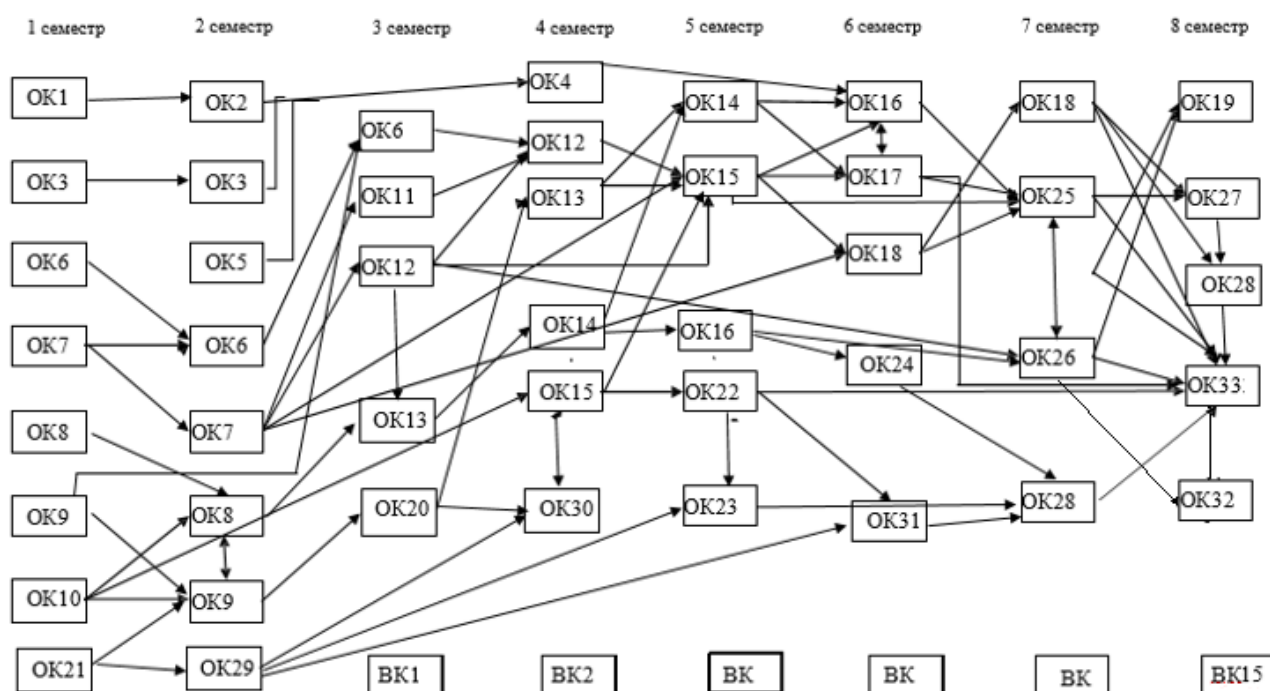 1 семестр
2 семестр
3 семестр
4 семестр
5 семестр
6 семестр
7 семестр
8 семестр
ОК1
ОК3
ОК6
ОК7
ОК8
ОК9
ОК10
ОК21
ОК2
ОК3
ОК5
ОК6
ОК7
ОК8
ОК9
ОК29
ОК6
ОК11
ОК12
ОК13
ОК20
ВК1
ОК4
ОК12
ОК13
ОК14
ОК15
ОК30
ВК2
ОК14
ОК15
ОК16
ОК22
ОК23
ВК
ОК16
ОК17
ОК18
ОК24
ОК31
ВК
ОК18
ОК25
ОК26
ОК28
ВК
ОК19
ОК27
ОК28
ОК33
ОК32
ВК15